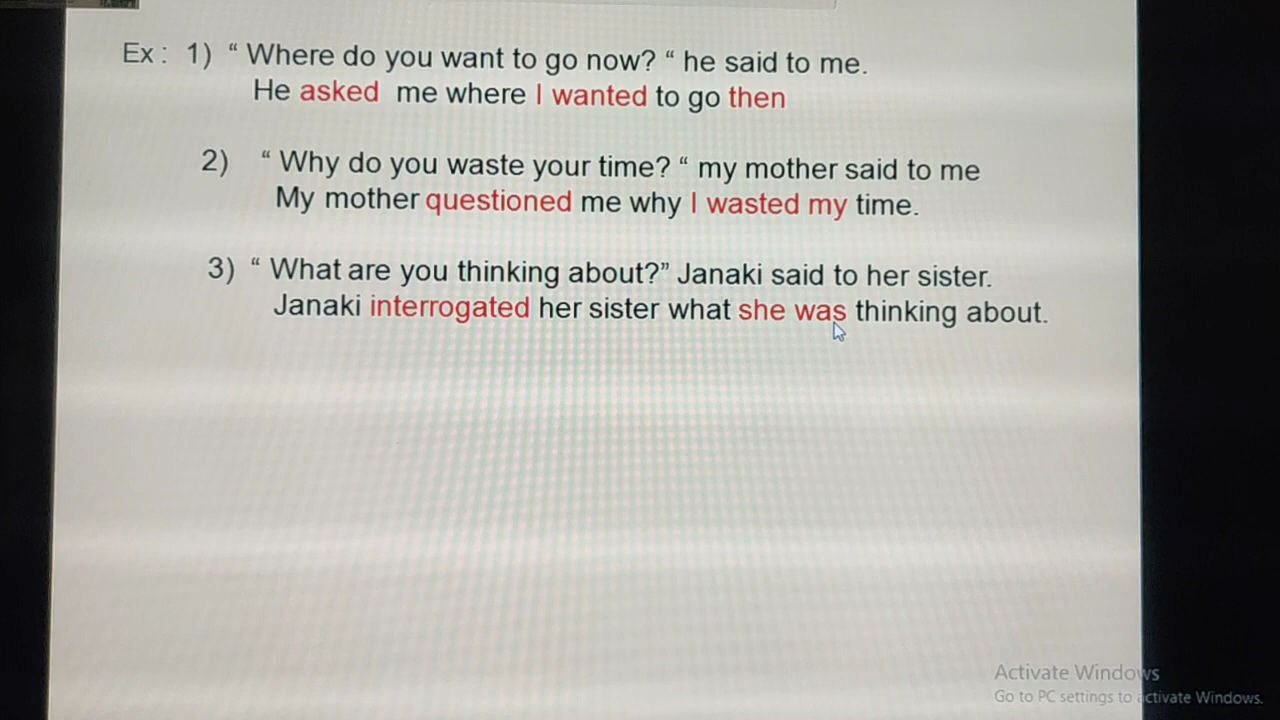 Ex : 1) “ Where do you want to go now? “ he said to me.
He asked me where I wanted to go then
2) “ Why do you waste your time? “ my mother said to me
My mother questioned me why I wasted my time.
3) “ What are you thinking about?” Janaki said to her sister.
Janaki interrogated her sister what she was thinking about.
Activate Windows
Go to PC settings to activate Windows.